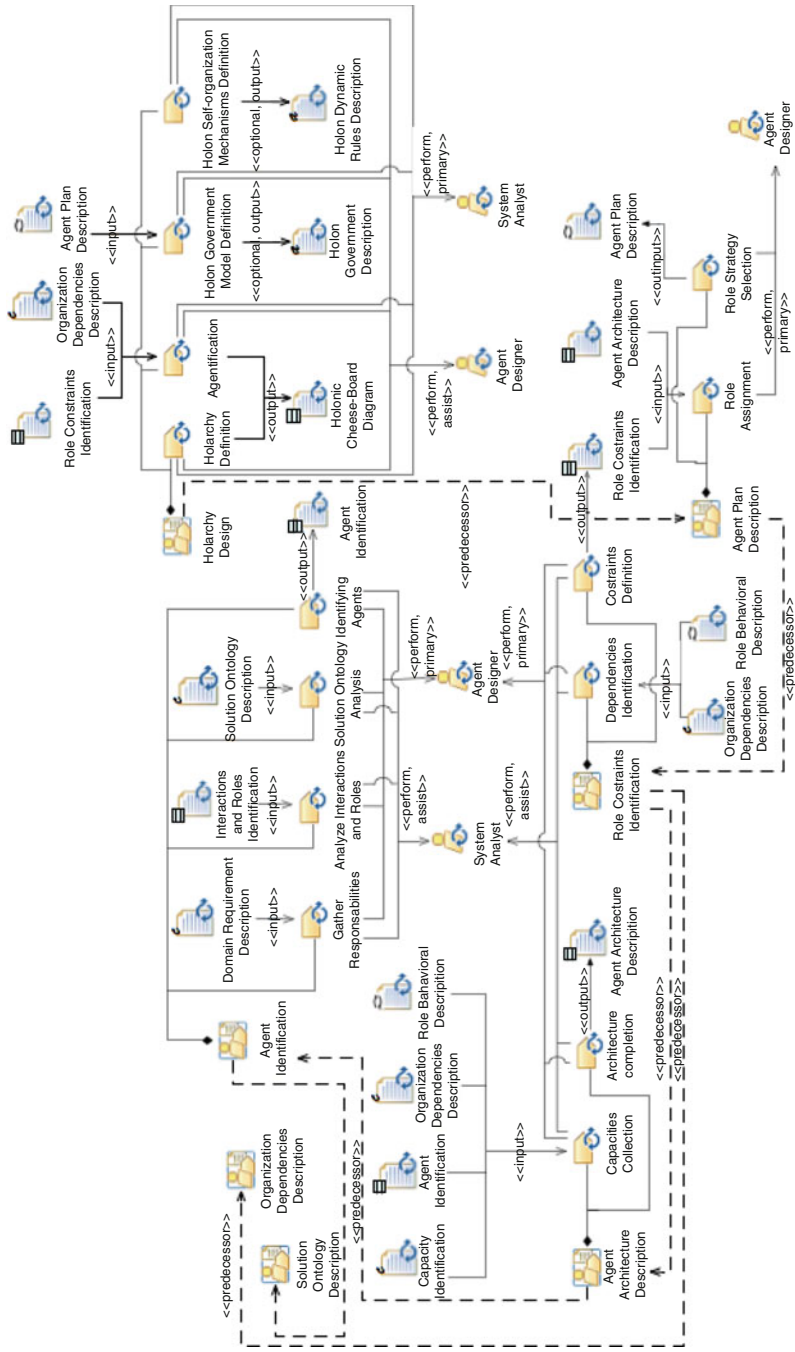 Role Constraints
Identification
Organization
Dependencies
Description
<<input>>
Agent Plan
Description
<<input>>
Holarchy
Design
Holarchy
Definition
Agentification
<<output>>
Holonic
Cheese-Board
Diagram
Holon Government
Model Definition
<<optional, output>>
Holon
Government
Description
Holon Self-organization
Mechanisms Definition
<<optional, output>>
Holon Dynamic
Rules Description
<<perform,
assist>>
Agent
Designer
<<perform,
primary>>
System
Analyst
Domain Requirement
Description
<<input>>
Interactions
and Roles
Identification
<<input>>
Solution Ontology
Description
<<input>>
Agent
Identification
Gather
Responsabilities
Analyze Interactions
and Roles
Solution Ontology
Analysis
Identifying
Agents
<<output>>
Agent
Identification
<<perform,
assist>>
System
Analyst
<<perform,
primary>>
Agent
Designer
<<predecessor>>
Organization
Dependencies
Description
<<predecessor>>
Solution
Ontology
Description
<<predecessor>>
Capacity
Identification
Agent
Identification
Organization
Dependencies
Description
Role Behavioral
Description
<<input>>
Agent
Architecture
Description
Capacities
Collection
Architecture
completion
<<output>>
Agent Architecture
Description
<<perform,
assist>>
<<perform,
primary>>
<<predecessor>>
<<predecessor>>
Role Constraints
Identification
Dependencies
Identification
Costraints
Definition
<<output>>
Role Costraints
Identification
<<input>>
Organization
Dependencies
Description
Role Behavioral
Description
<<predecessor>>
Agent Architecture
Description
<<input>>
Agent Plan
Description
Role
Assignment
Role Strategy
Selection
<<outinput>>
Agent Plan
Description
<<perform,
primary>>
Agent
Designer